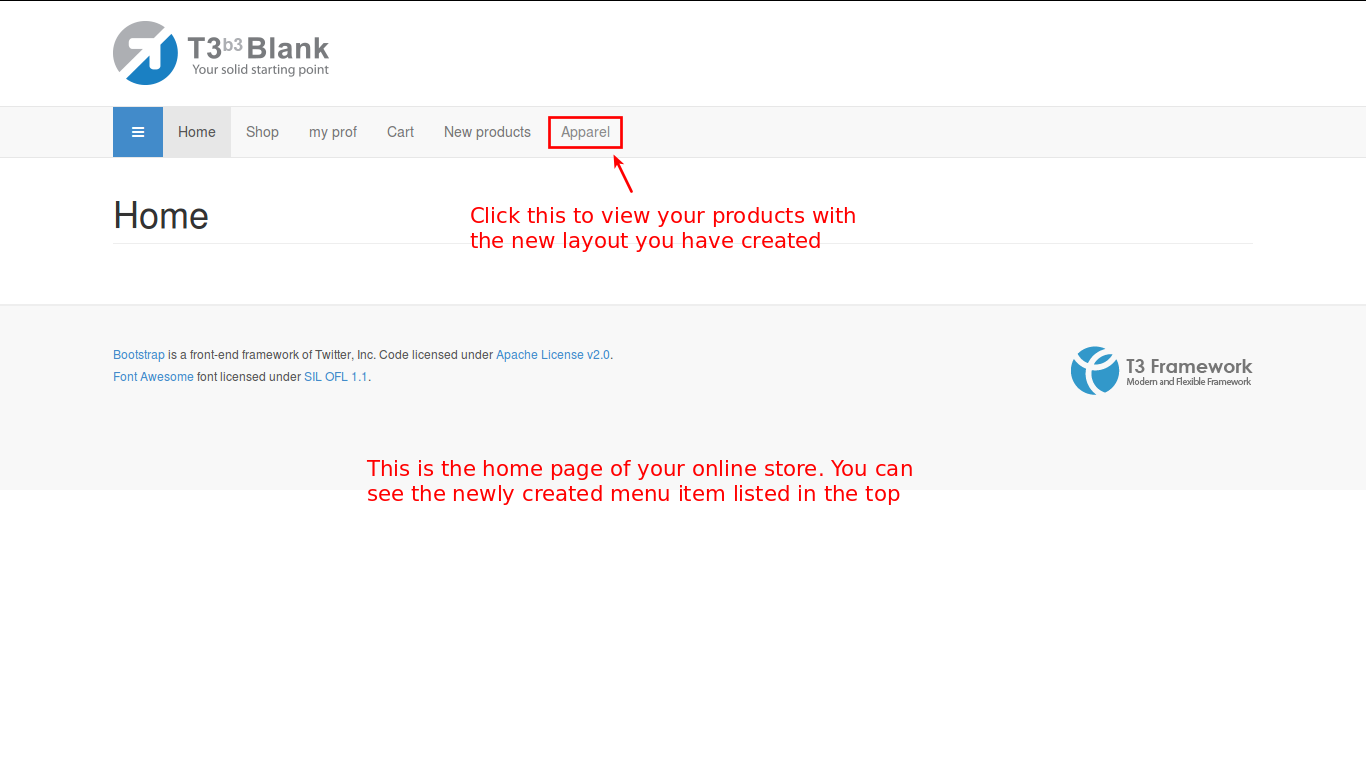 T3b3 Blank
Your solid starting point
Home Shop my prof Cart New products Apparel
Home
Click this to view your products with
the new layout you have created
Bootstrap is a front-end framework of Twitter, Inc. Code licensed under Apache License v2.0.
Font Awesome font licensed under SIL OFL 1.1.
T3 Framework
Modern and Flexible Framework
This is the home page of your online store. You can
see the newly created menu item listed in the top